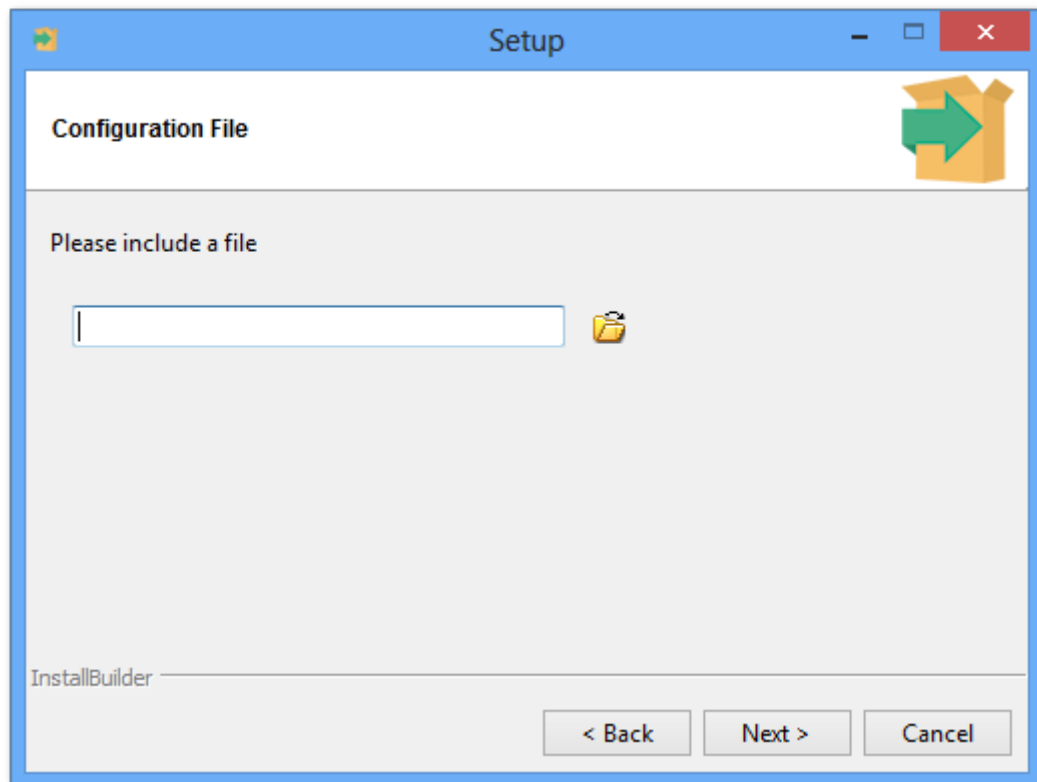 Setup
Configuration File
Please include a file
InstallBuilder
< Back
Next >
Cancel